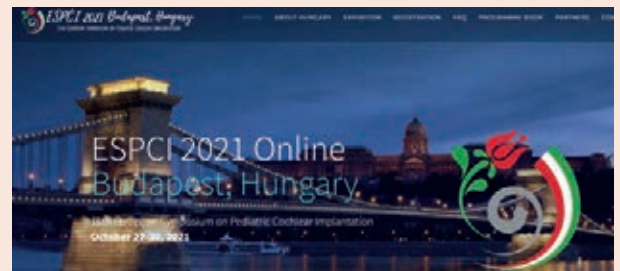 ESPCI 2021 Budapest, Hungary
HOME ABOUT HUNGARY EXHIBITION REGISTRATION FAQ PROGRAMME BOOK PARTNERS
ESPCI 2021 Online
Budapest, Hungary
Symposium on Pediatric Cochlear Implantation
October 27-30, 2021